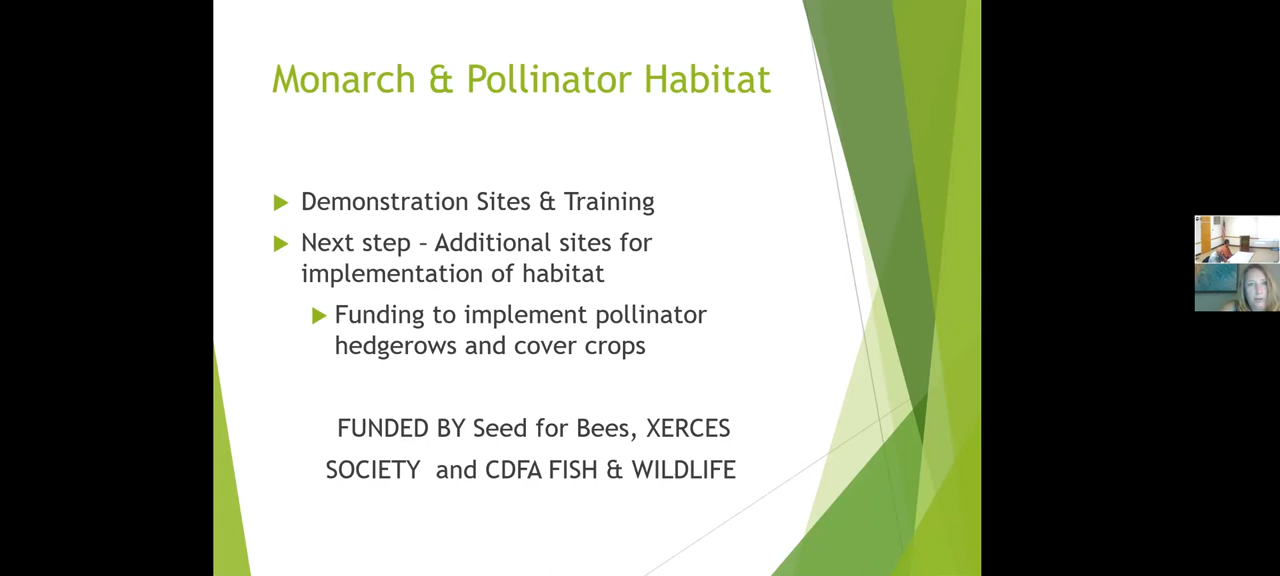 Monarch & Pollinator Habitat
Demonstration Sites & Training
Next step – Additional sites for
implementation of habitat
Funding to implement pollinator
hedgerows and cover crops
FUNDED BY Seed for Bees, XERCES
SOCIETY and CDFA FISH & WILDLIFE